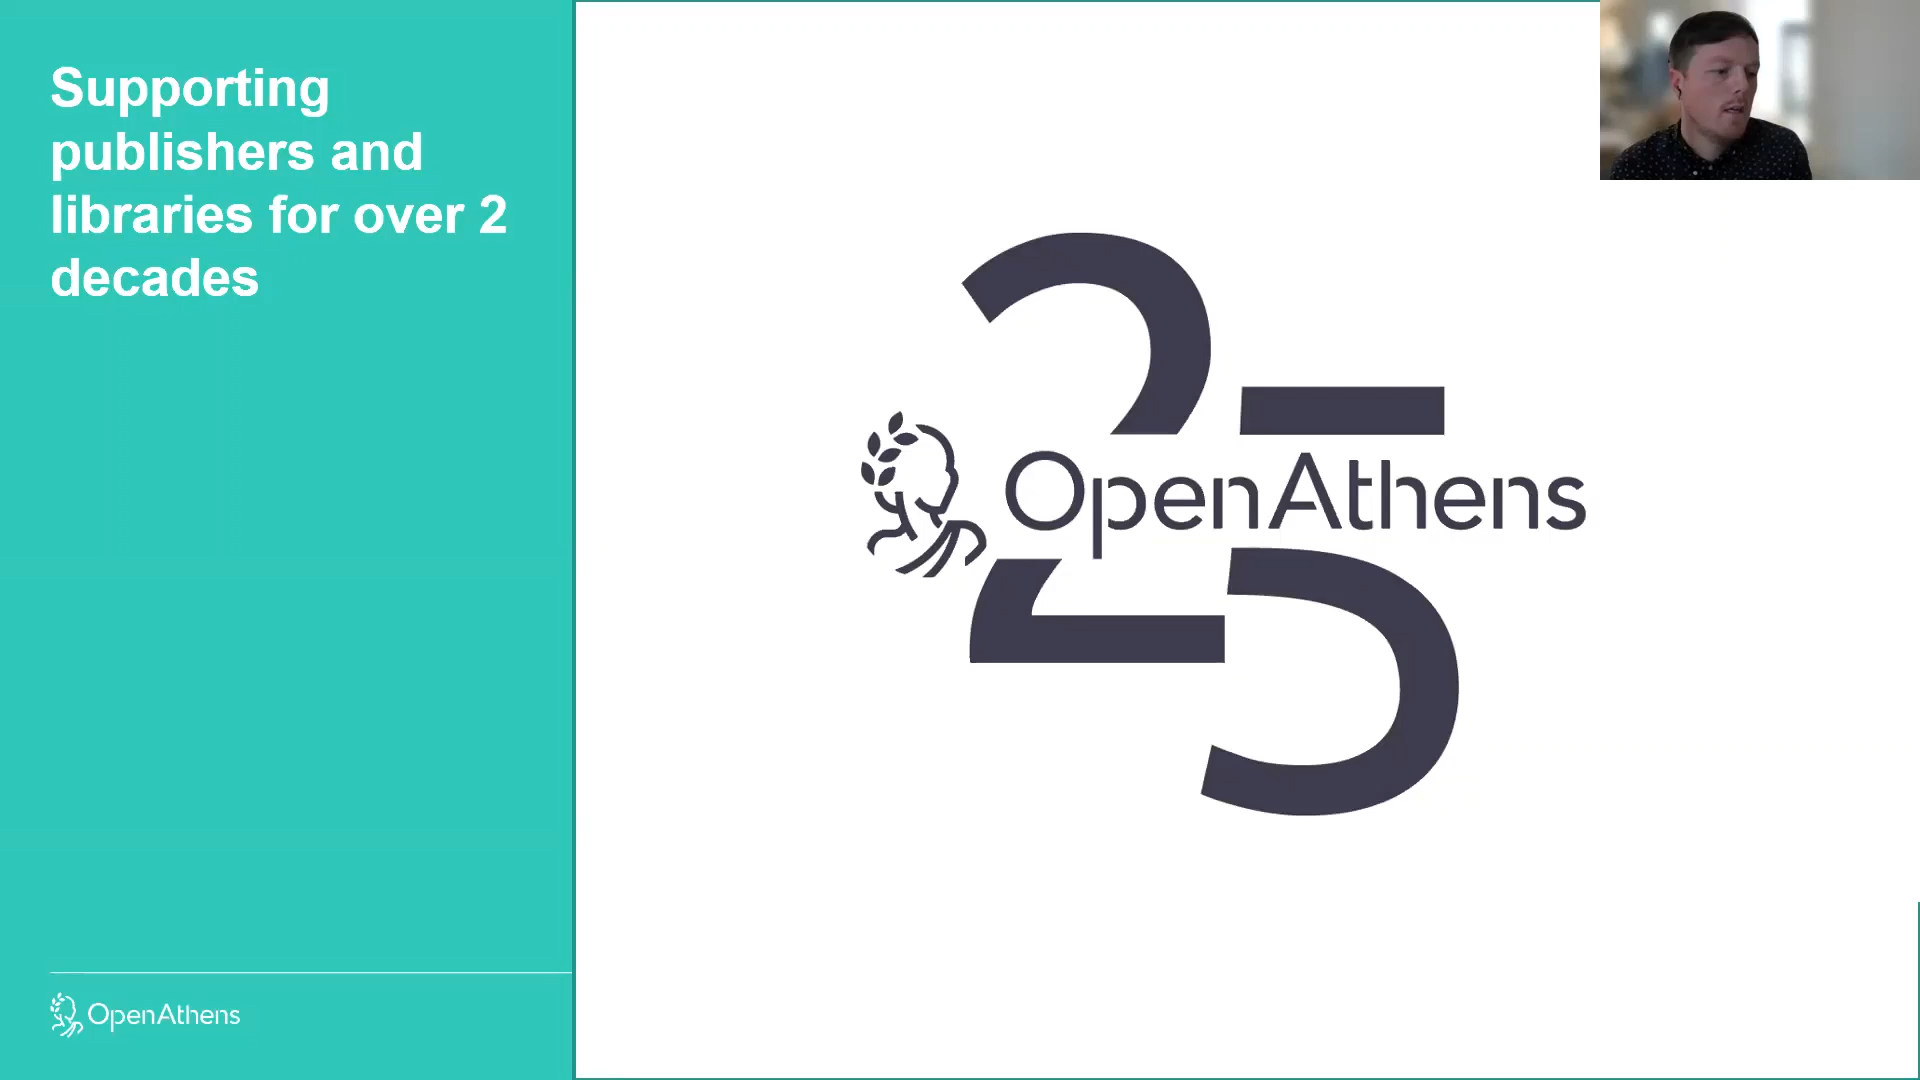 Supporting
publishers and
libraries for over 2
decades
25
OpenAthens
OpenAthens